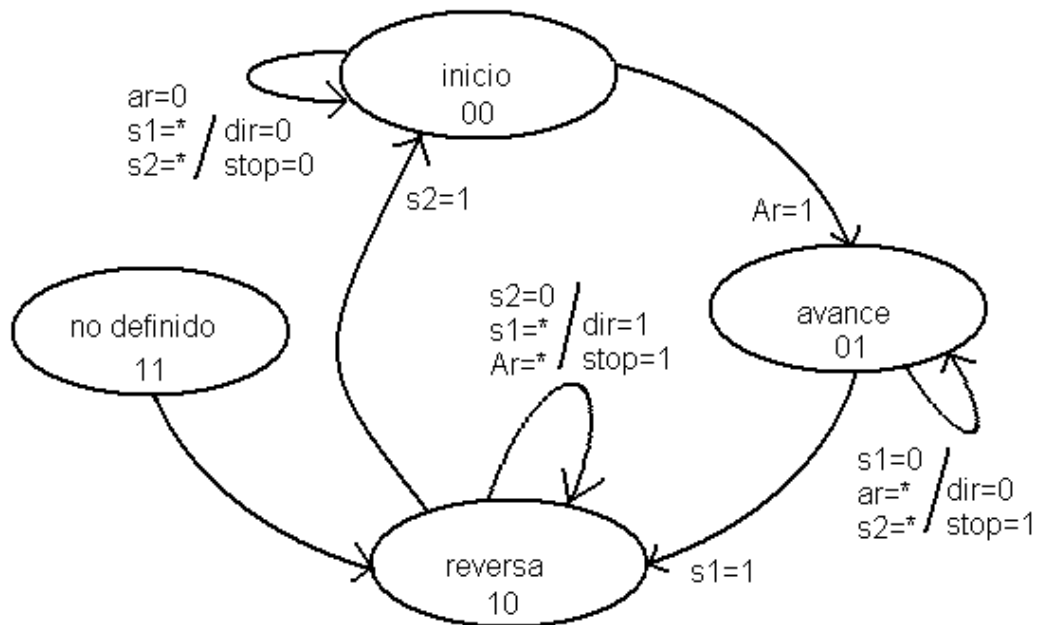 inicio
00
ar=0
s1=*
s2=*
/
dir=0
stop=0
s2=1
Ar=1
no definido
11
s2=0
s1=*
Ar=*
/
dir=1
stop=1
avance
01
s1=0
ar=*
s2=*
/
dir=0
stop=1
reversa
10
s1=1